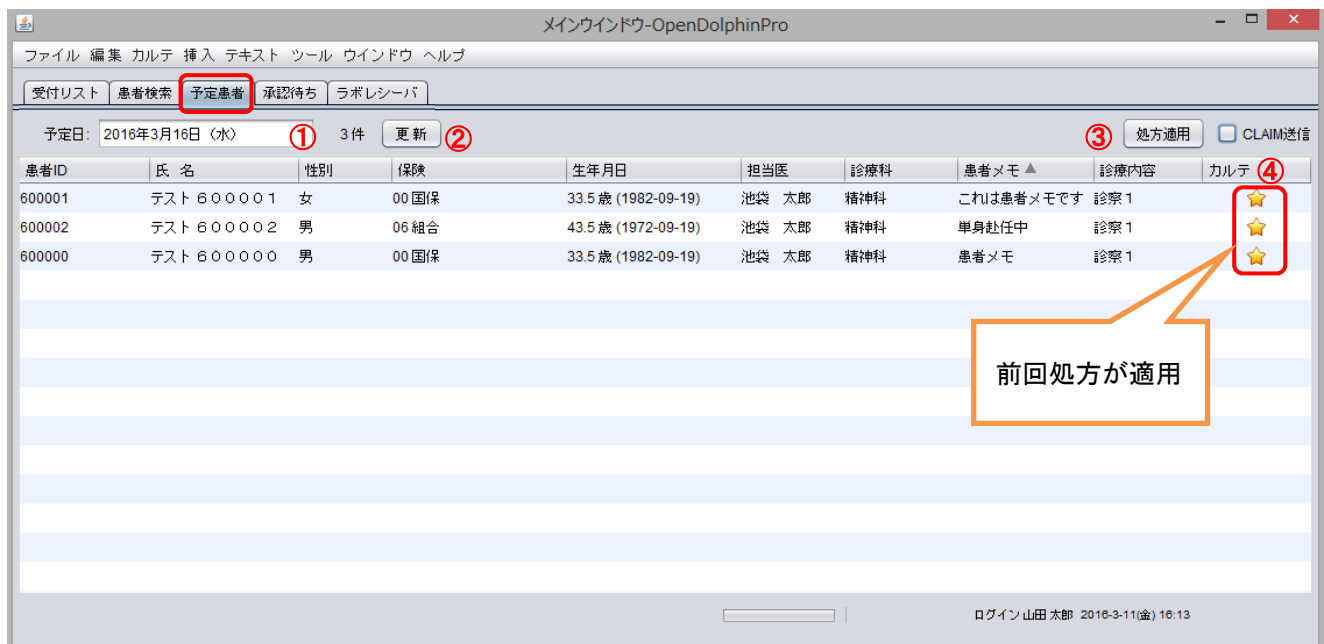 メインウインドウ-OpenDolphinPro
ファイル 編集 カルテ 挿入 テキスト ツール ウインドウ ヘルプ
受付リスト 患者検索 予定患者 承認待ち ラボレシーバ
予定日: 2016年3月16日（水） ① 3件 更新 ② ③ 処方適用 CLAIM送信
患者ID 氏 名 性別 保険 生年月日 担当医 診療科 患者メモ ▲ 診療内容 カルテ ④
600001 テスト６００００１ 女 00 国保 33.5 歳 (1982-09-19) 池袋 太郎 精神科 これは患者メモです 診察１
600002 テスト６００００２ 男 06 組合 43.5 歳 (1972-09-19) 池袋 太郎 精神科 単身赴任中 診察１
600000 テスト６０００００ 男 00 国保 33.5 歳 (1982-09-19) 池袋 太郎 精神科 患者メモ 診察１
前回処方が適用
ログイン 山田 太郎 2016-3-11(金) 16:13